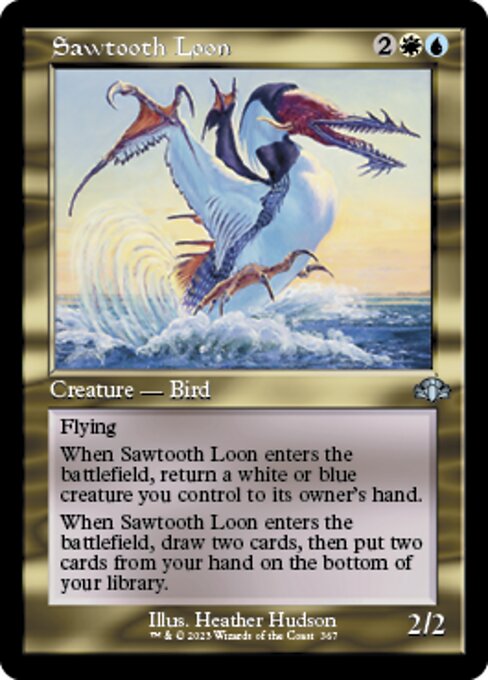 Sawtooth Loon 2
Creature — Bird
Flying
When Sawtooth Loon enters the
battlefield, return a white or blue
creature you control to its owner's hand.
When Sawtooth Loon enters the
battlefield, draw two cards, then put two
cards from your hand on the bottom of
your library.
Illus. Heather Hudson
™ & © 2023 Wizards of the Coast 367
2/2